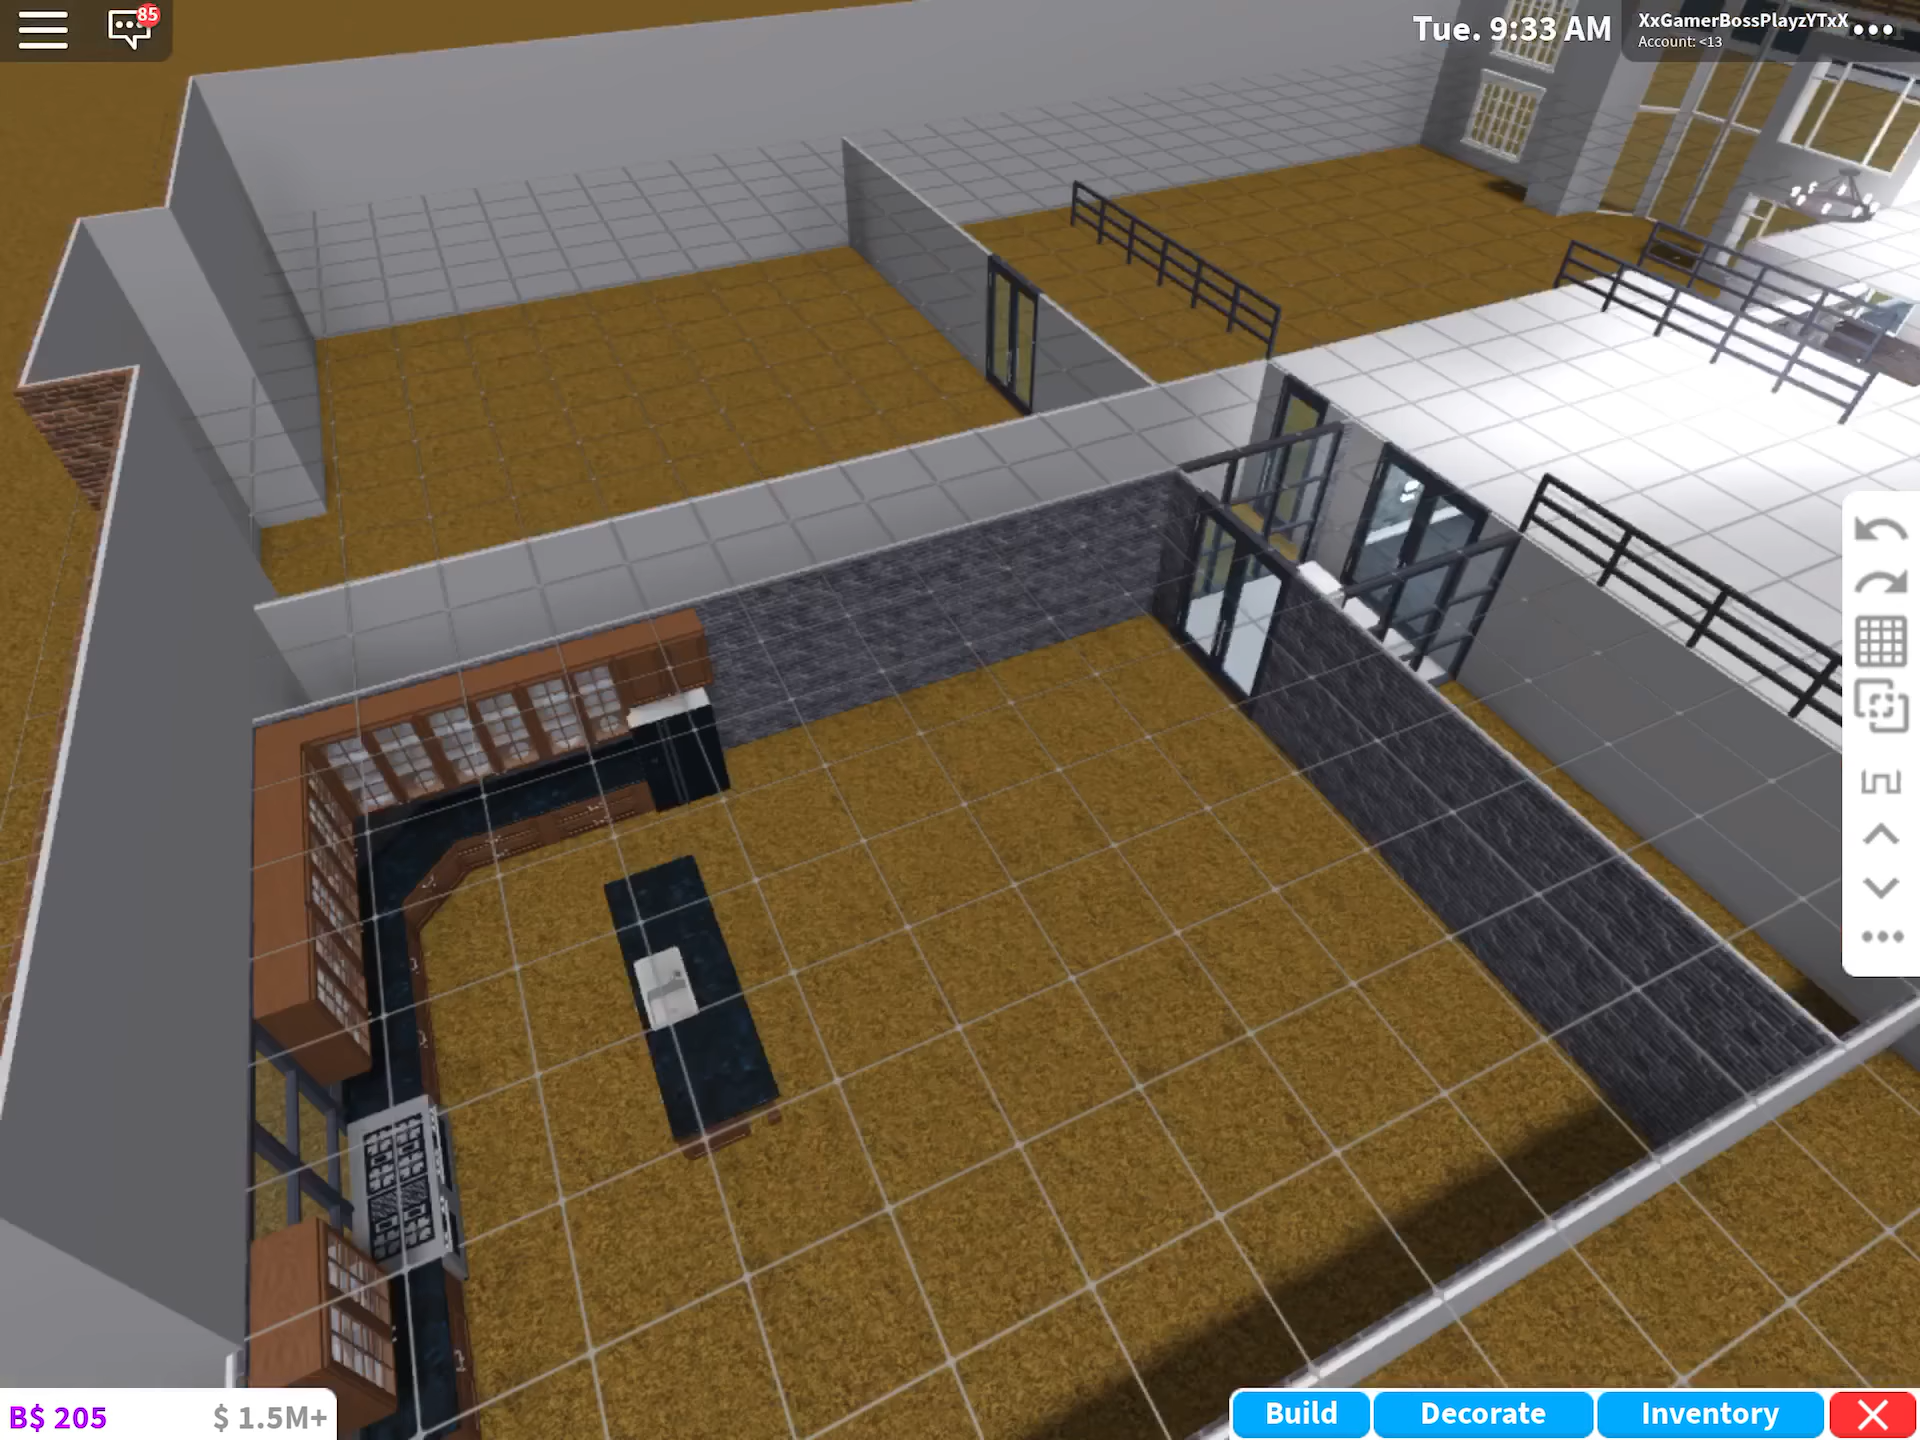 85
Tue. 9:33 AM
XxGamerBossPlayzYTxX
Account: <13
B$ 205
$ 1.5M+
Build
Decorate
Inventory